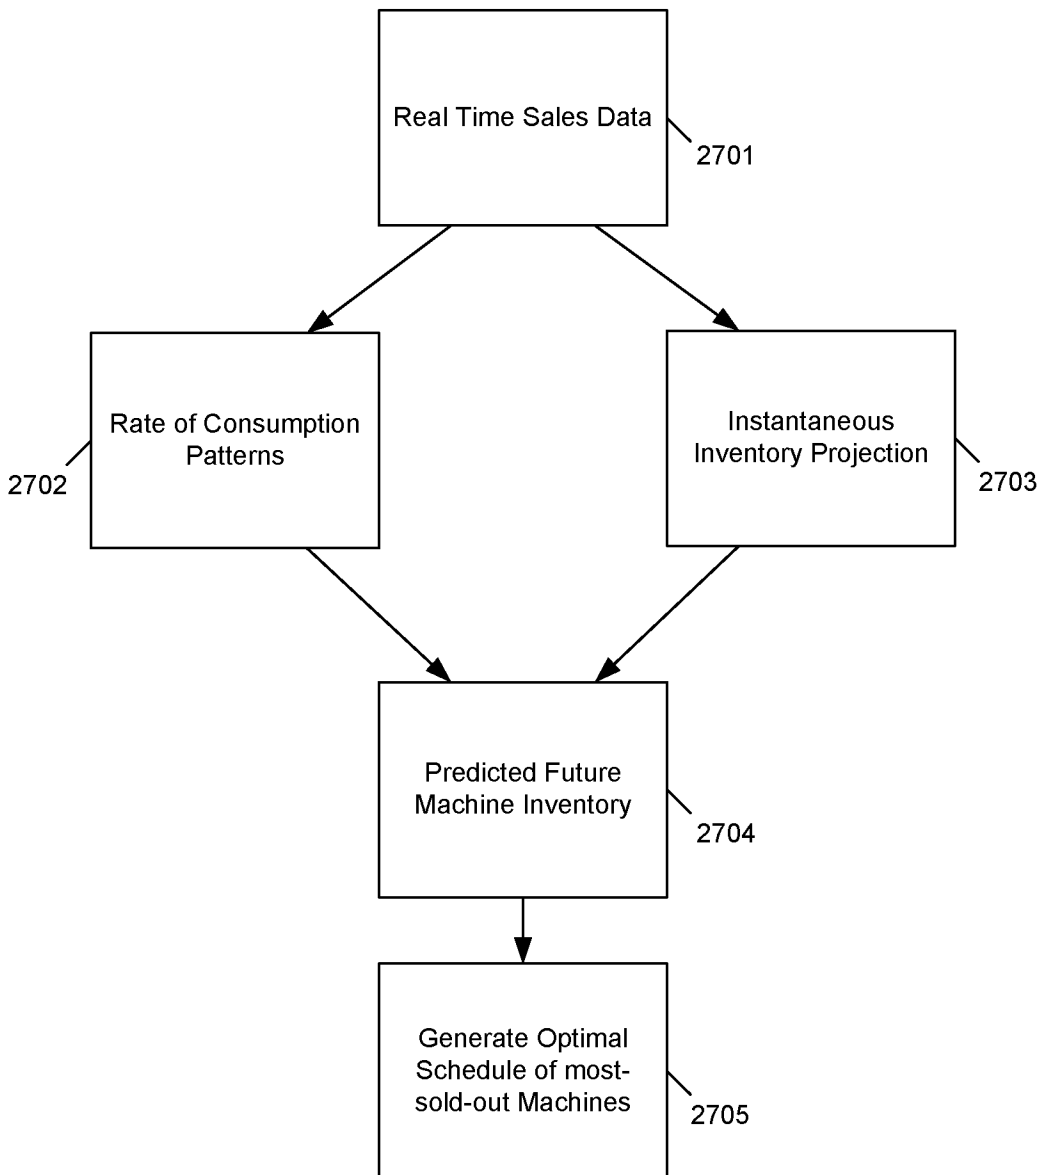 Real Time Sales Data
2701
Rate of Consumption
Patterns
2702
Instantaneous
Inventory Projection
2703
Predicted Future
Machine Inventory
2704
Generate Optimal
Schedule of most-
sold-out Machines
2705